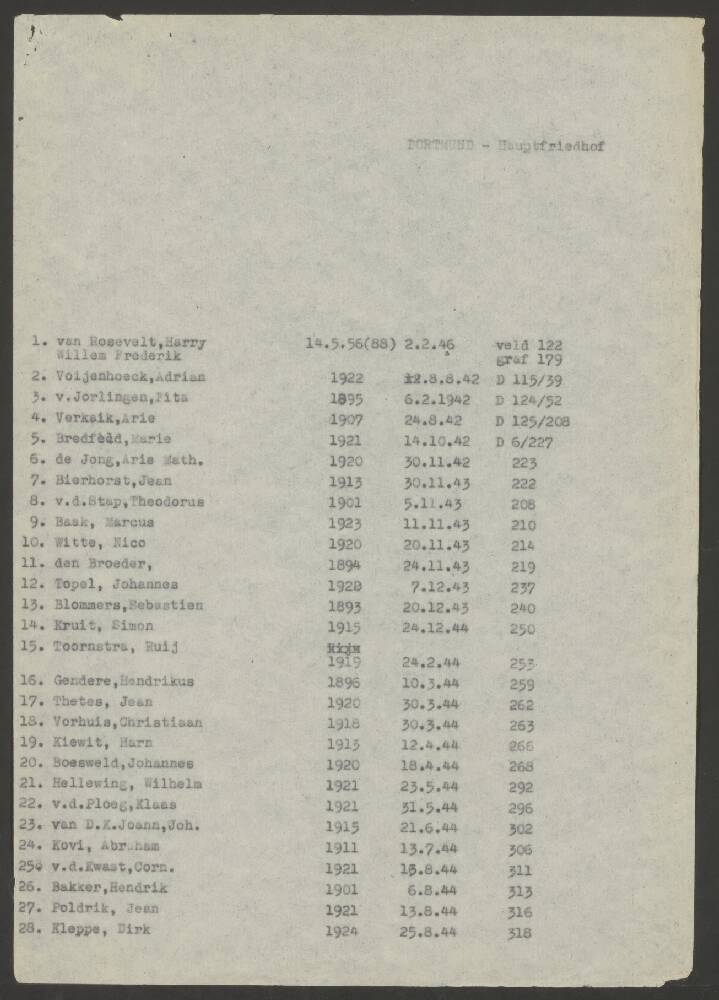 DORTMUND - Hauptfriedhof
1. van Rosevelt,Harry 14.5.56(88) 2.2.46 veld 122
Willem Frederik graf 179
2. Voijenhoeck,Adrian 1922 12.8.8.42 D 115/39
3. v.Jorlingen,Pita 1895 6.2.1942 D 124/52
4. Verkaik,Arie 1907 24.8.42 D 125/208
5. Bredfeld,Marie 1921 14.10.42 D 6/227
6. de Jong,Aris Math. 1920 30.11.42 223
7. Bierhorst,Jean 1913 30.11.43 222
8. v.d.Stap,Theodorus 1901 5.11.43 208
9. Bask, Marcus 1923 11.11.43 210
10. Witte, Nico 1920 20.11.43 214
11. den Broeder, 1894 24.11.43 219
12. Topel, Johannes 1920 7.12.43 237
13. Blommers,Sebastien 1893 20.12.43 240
14. Kruit, Simon 1915 24.12.44 250
15. Toornstra, Ruij
1919 24.2.44 253
16. Gendere,Hendrikus 1896 10.3.44 259
17. Thetes, Jean 1920 30.3.44 262
18. Vorhuis,Christiaan 1918 30.3.44 263
19. Kiewit, Harm 1913 12.4.44 266
20. Boesweld,Johannes 1920 18.4.44 268
21. Hellewing, Wilhelm 1921 23.5.44 292
22. v.d.Ploeg,Klaas 1921 31.5.44 296
23. van D.K.Joann,Joh. 1915 21.6.44 302
24. Kovi, Abraham 1911 13.7.44 306
25. v.d.Kwast,Corn. 1921 13.8.44 311
26. Bakker,Hendrik 1901 6.8.44 313
27. Poldrik, Jean 1921 13.8.44 316
28. Kleppe, Dirk 1924 25.8.44 318